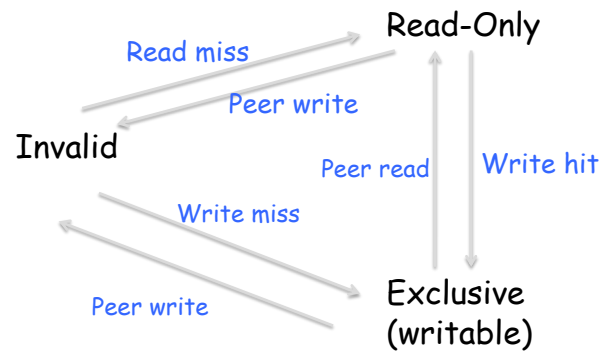 Read-Only
Read miss
Peer write
Invalid
Peer read
Write hit
Write miss
Peer write
Exclusive
(writable)